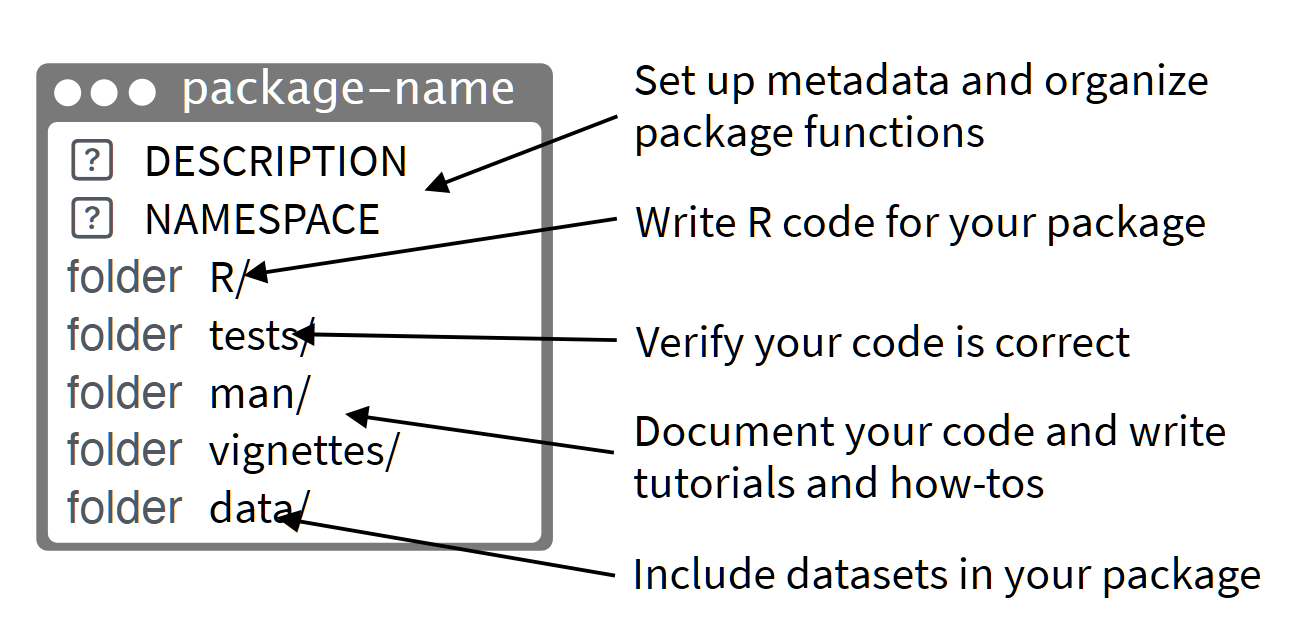 package-name
? DESCRIPTION
? NAMESPACE
folder R/
folder tests/
folder man/
folder vignettes/
folder data/
Set up metadata and organize
package functions
Write R code for your package
Verify your code is correct
Document your code and write
tutorials and how-tos
Include datasets in your package